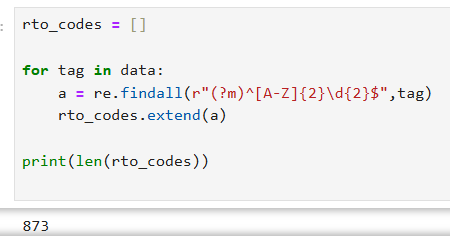 :
rto_codes = []
for tag in data:
    a = re.findall(r"(?m)^[A-Z]{2}\d{2}$",tag)
    rto_codes.extend(a)
print(len(rto_codes))
873